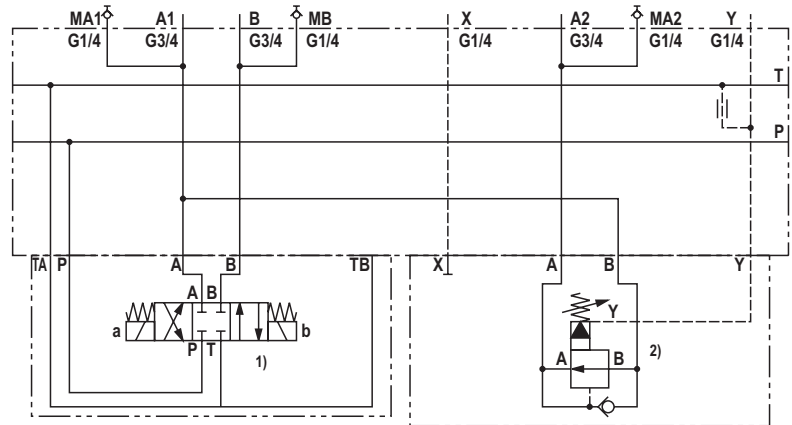 MA1 A1 B MB X A2 MA2 Y
G1/4 G3/4 G3/4 G1/4 G1/4 G3/4 G1/4 G1/4
T
P
TA P A B TB X A B Y
A B
a b
P T
1)
Y
A B
2)